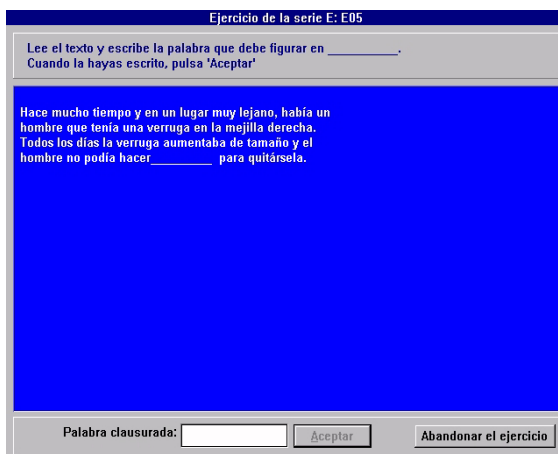 Ejercicio de la serie E: E05
Lee el texto y escribe la palabra que debe figurar en __________.
Cuando la hayas escrito, pulsa 'Aceptar'
Hace mucho tiempo y en un lugar muy lejano, había un
hombre que tenía una verruga en la mejilla derecha.
Todos los días la verruga aumentaba de tamaño y el
hombre no podía hacer_________ para quitársela.
Palabra clausurada:
Aceptar
Abandonar el ejercicio